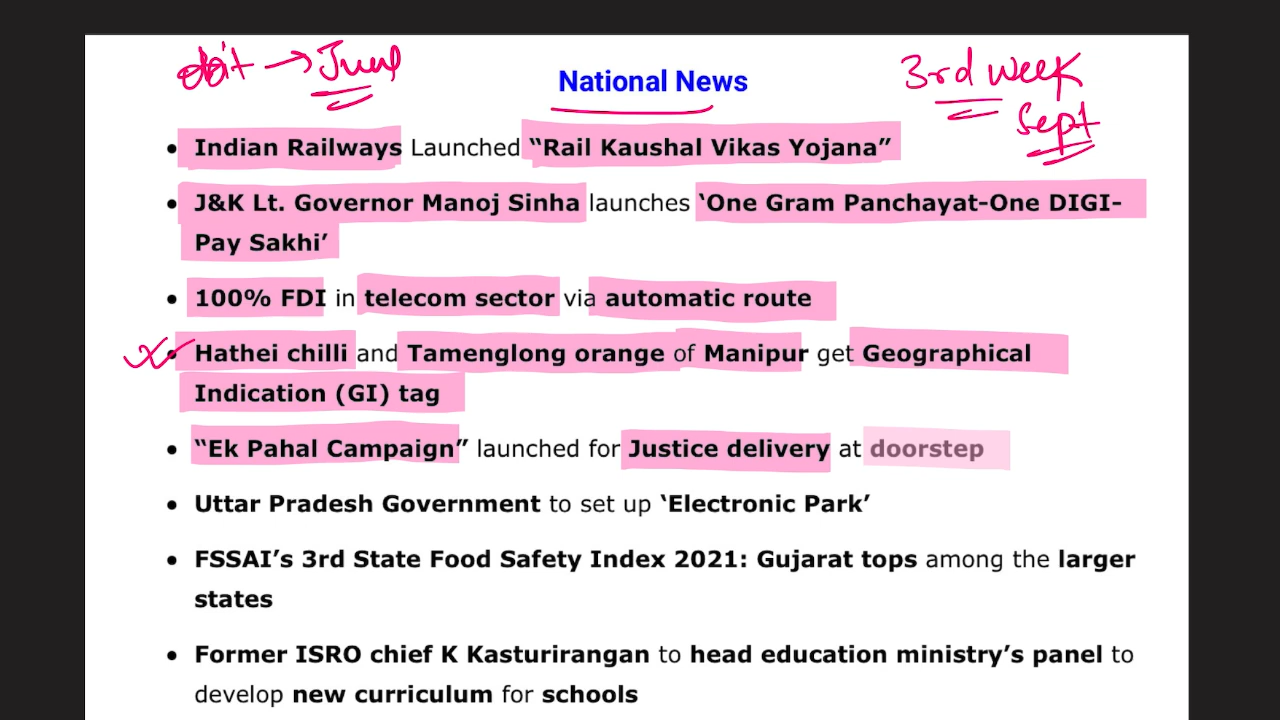 → June
National News
3rd week
Sept
• Indian Railways Launched “Rail Kaushal Vikas Yojana”
• J&K Lt. Governor Manoj Sinha launches ‘One Gram Panchayat-One DIGI-
Pay Sakhi’
• 100% FDI in telecom sector via automatic route
• Hathei chilli and Tamenglong orange of Manipur get Geographical
Indication (GI) tag
• “Ek Pahal Campaign” launched for Justice delivery at doorstep
• Uttar Pradesh Government to set up ‘Electronic Park’
• FSSAI’s 3rd State Food Safety Index 2021: Gujarat tops among the larger
states
• Former ISRO chief K Kasturirangan to head education ministry’s panel to
develop new curriculum for schools